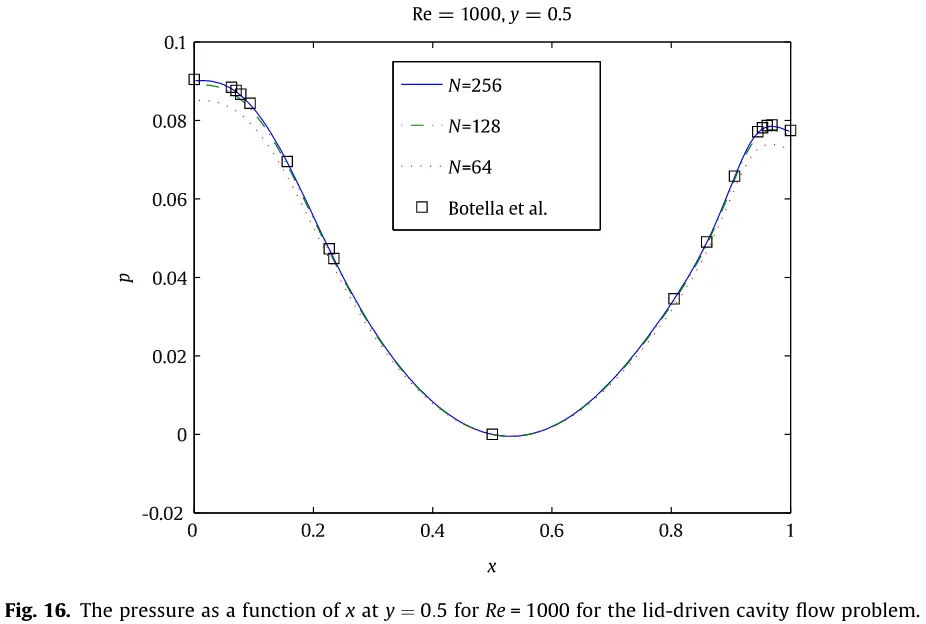 Re = 1000, y = 0.5
0.1
0.08
0.06
0.04
0.02
0
-0.02
p
N=256
N=128
N=64
Botella et al.
0 0.2 0.4 0.6 0.8 1
x
Fig. 16. The pressure as a function of x at y = 0.5 for Re = 1000 for the lid-driven cavity flow problem.